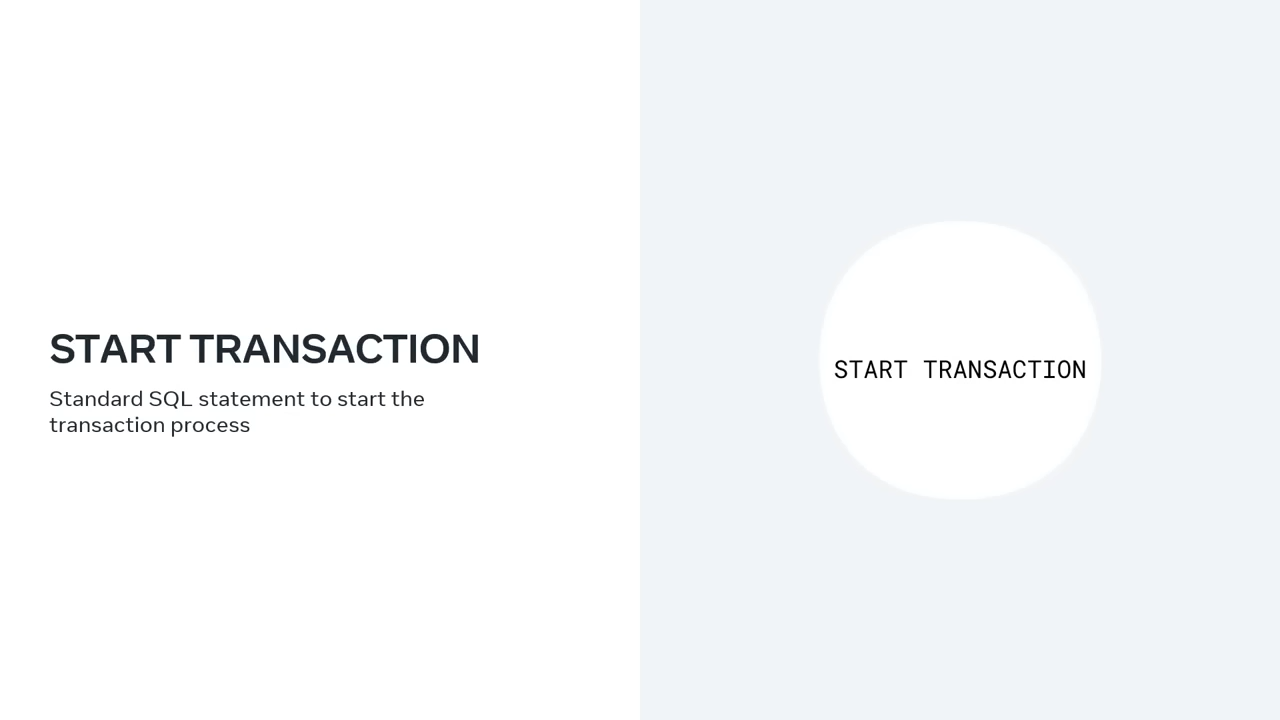 START TRANSACTION
Standard SQL statement to start the
transaction process
START TRANSACTION